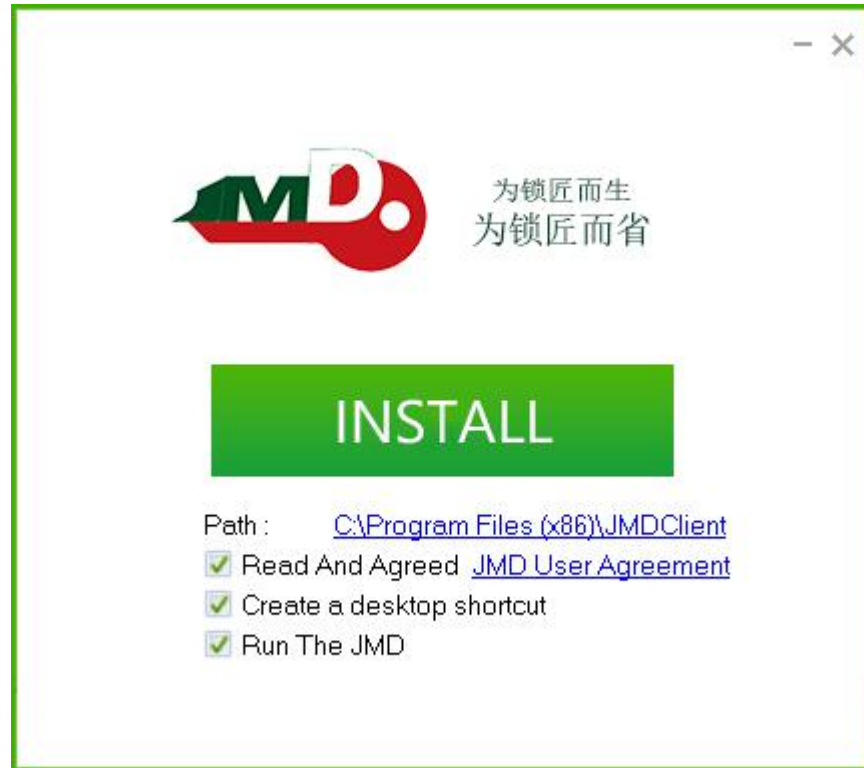 JMD
为锁匠而生
为锁匠而省
INSTALL
Path : C:\Program Files (x86)\JMDClient
Read And Agreed JMD User Agreement
Create a desktop shortcut
Run The JMD